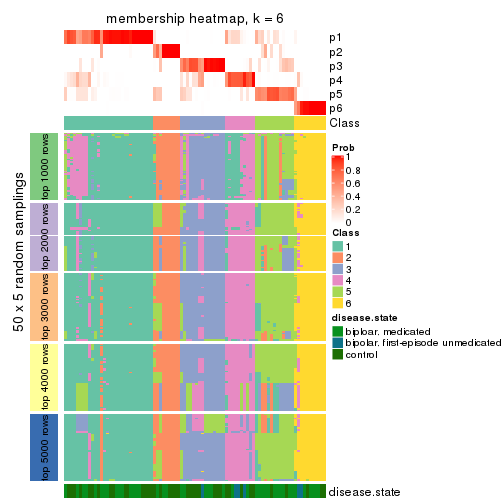 membership heatmap, k = 6
p1
p2
p3
p4
p5
p6
Class
50 x 5 random samplings
top 1000 rows
top 2000 rows
top 3000 rows
top 4000 rows
top 5000 rows
Prob
1
0.8
0.6
0.4
0.2
0
Class
1
2
3
4
5
6
disease.state
biploar, medicated
bipolar, first-episode unmedicated
control
disease.state